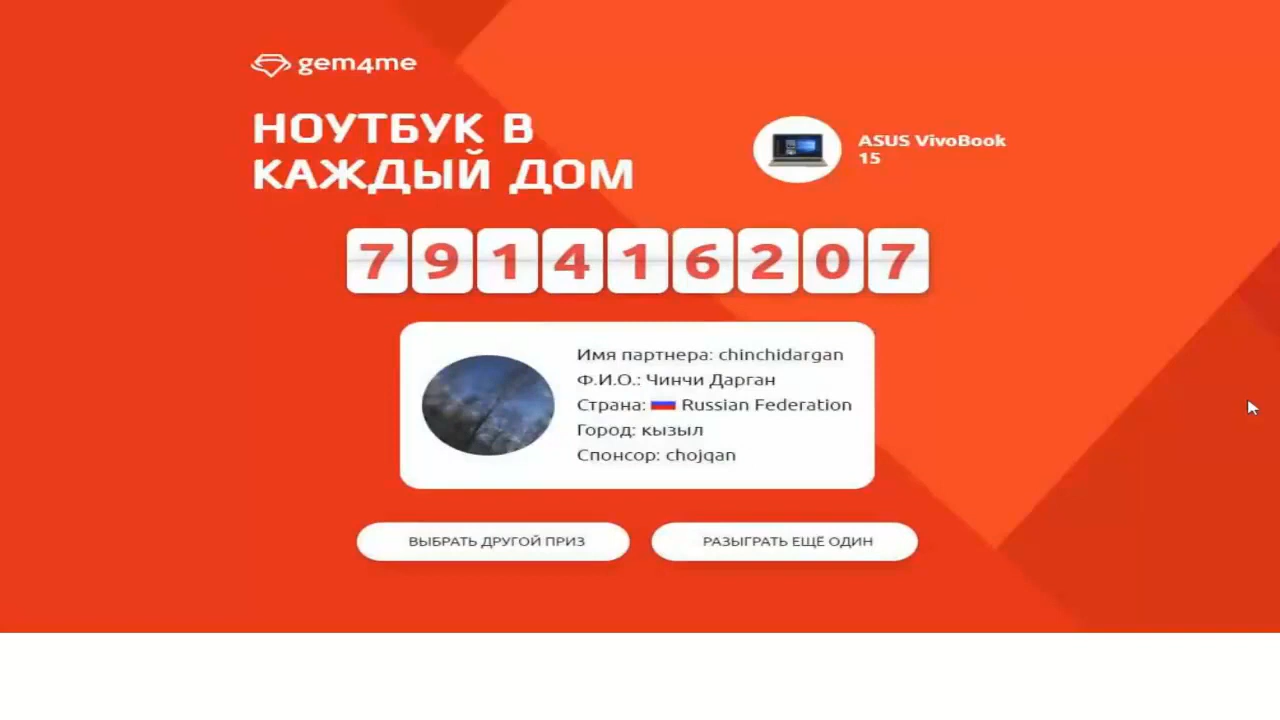 gem4me
НОУТБУК В
КАЖДЫЙ ДОМ
ASUS VivoBook
15
791416207
Имя партнера: chinchidargan
Ф.И.О.: Чинчи Дарган
Страна: Russian Federation
Город: кызыл
Спонсор: chojqan
ВЫБРАТЬ ДРУГОЙ ПРИЗ
РАЗЫГРАТЬ ЕЩЁ ОДИН